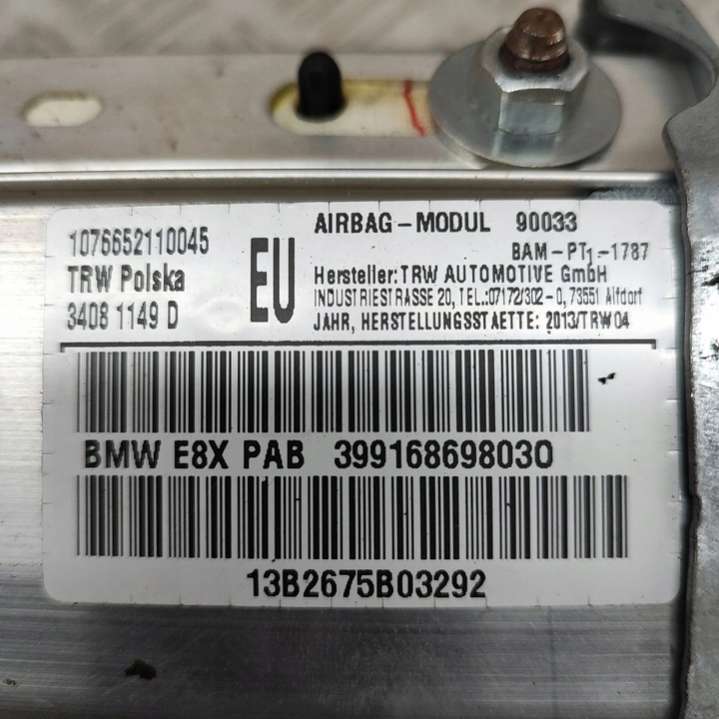 1076652110045
TRW Polska
3408 1149 D
EU
AIRBAG-MODUL 90033
BAM-PT1-1787
Hersteller: TRW AUTOMOTIVE GmbH
INDUSTRIESTRASSE 20, TEL.:07172/302-0, 73551 Alfdorf
JAHR, HERSTELLUNGSSTAETTE: 2013/TRW04
BMW E8X PAB 399168698030
13B2675B03292